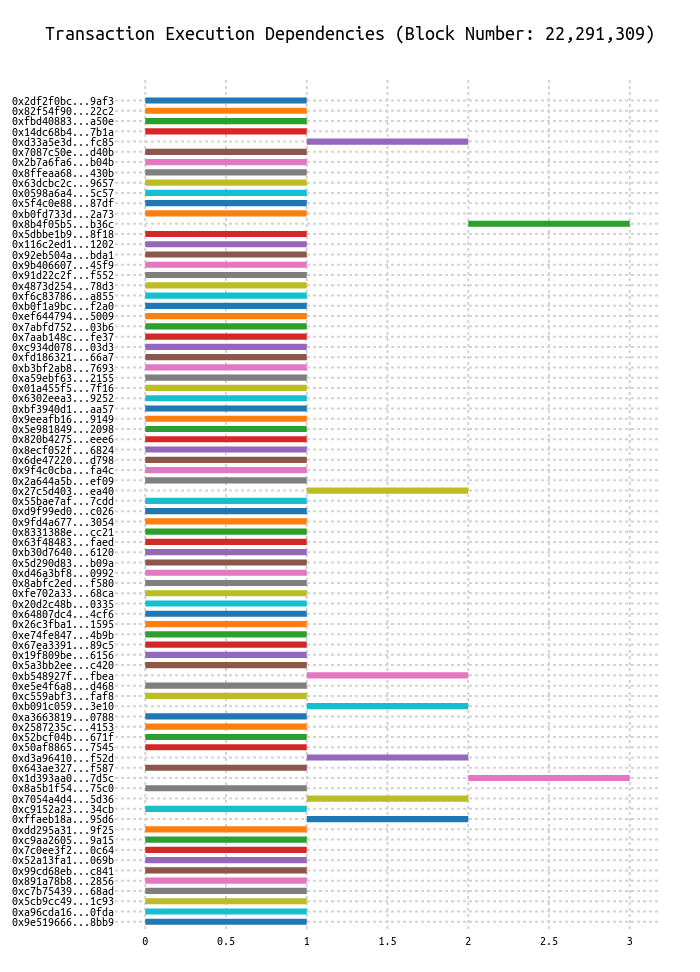 Transaction Execution Dependencies (Block Number: 22,291,309)
0x2df2f0bc...9af3
0x82f54f90...22c2
0xfbd40883...a50e
0x14dc68b4...7b1a
0xd33a5e3d...fc85
0x7087c50e...d40b
0x2b7a6fa6...b04b
0x8ffeaa68...430b
0x63dcbc2c...9657
0x0598a6a4...5c57
0x5f4c0e88...87df
0xb0fd733d...2a73
0x8b4f05b5...b36c
0x5dbbe1b9...8f18
0x116c2ed1...1202
0x92eb504a...bda1
0x9b406607...45f9
0x91d22c2f...f552
0x4873d254...78d3
0xf6c83786...a855
0xb0f1a9bc...f2a0
0xef644794...5009
0x7abfd752...03b6
0x7aab148c...fe37
0xc934d078...03d3
0xfd186321...66a7
0xb3bf2ab8...7693
0xa59ebf63...2155
0x01a455f5...7f16
0x6302eea3...9252
0xbf3940d1...aa57
0x9eeafb16...9149
0x5e981849...2098
0x820b4275...eee6
0x8ecf052f...6824
0x6de47220...d798
0x9f4c0cba...fa4c
0x2a644a5b...ef09
0x27c5d403...ea40
0x55bae7af...7cdd
0xd9f99ed0...c026
0x9fd4a677...3054
0x8331388e...cc21
0x63f48483...faed
0xb30d7640...6120
0x5d290d83...b09a
0xd46a3bf8...0992
0x8abfc2ed...f580
0xfe702a33...68ca
0x20d2c48b...0335
0x64807dc4...4cf6
0x26c3fba1...1595
0xe74fe847...4b9b
0x67ea3391...89c5
0x19f809be...6156
0x5a3bb2ee...c420
0xb548927f...fbea
0xe5e4f6a8...d468
0xc559abf3...faf8
0xb091c059...3e10
0xa3663819...0788
0x2587235c...4153
0x52bcf04b...671f
0x50af8865...7545
0xd3a96410...f52d
0x643ae327...f587
0x1d393aa0...7d5c
0x8a5b1f54...75c0
0x7054a4d4...5d36
0xc9152a23...34cb
0xffaeb18a...95d6
0xdd295a31...9f25
0xc9aa2605...9a15
0x7c0ee3f2...0c64
0x52a13fa1...069b
0x99cd68eb...c841
0x891a78b8...2856
0xc7b75439...68ad
0x5cb9cc49...1c93
0xa96cda16...0fda
0x9e519666...8bb9
0 0.5 1 1.5 2 2.5 3